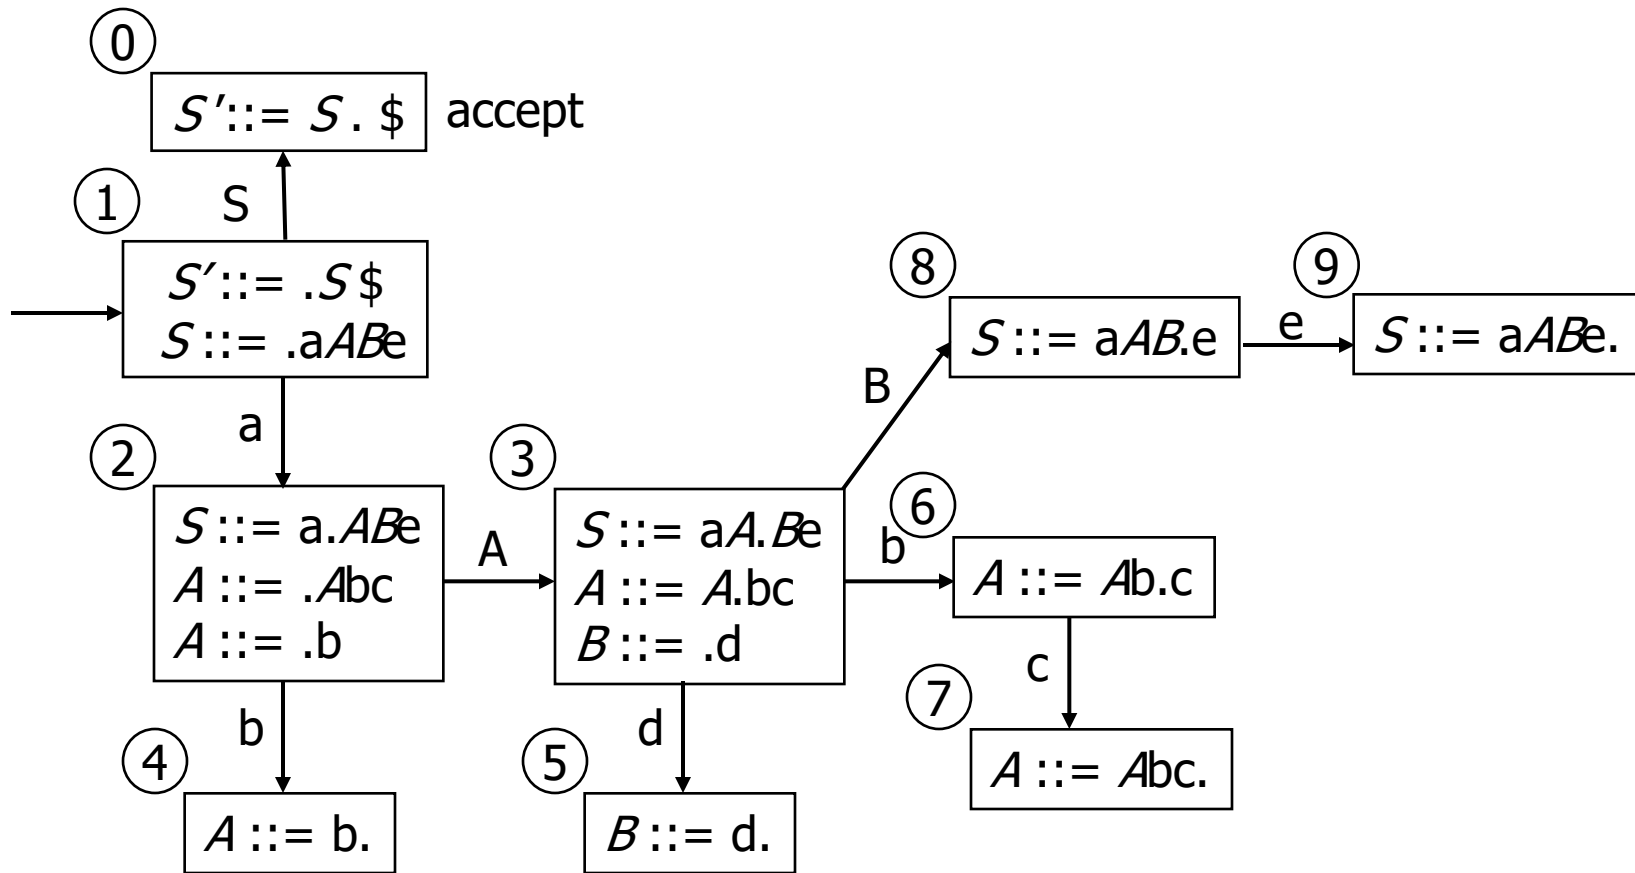 0
S'::= S . $ accept
S
1
S'::= .S $
S ::= .aABe
a
2
S ::= a.ABe
A ::= .Abc
A ::= .b
A
3
S ::= aA.Be
A ::= A.bc
B ::= .d
B
8
S ::= aAB.e
e
9
S ::= aABe.
b
6
A ::= Ab.c
c
7
A ::= Abc.
b
4
A ::= b.
d
5
B ::= d.